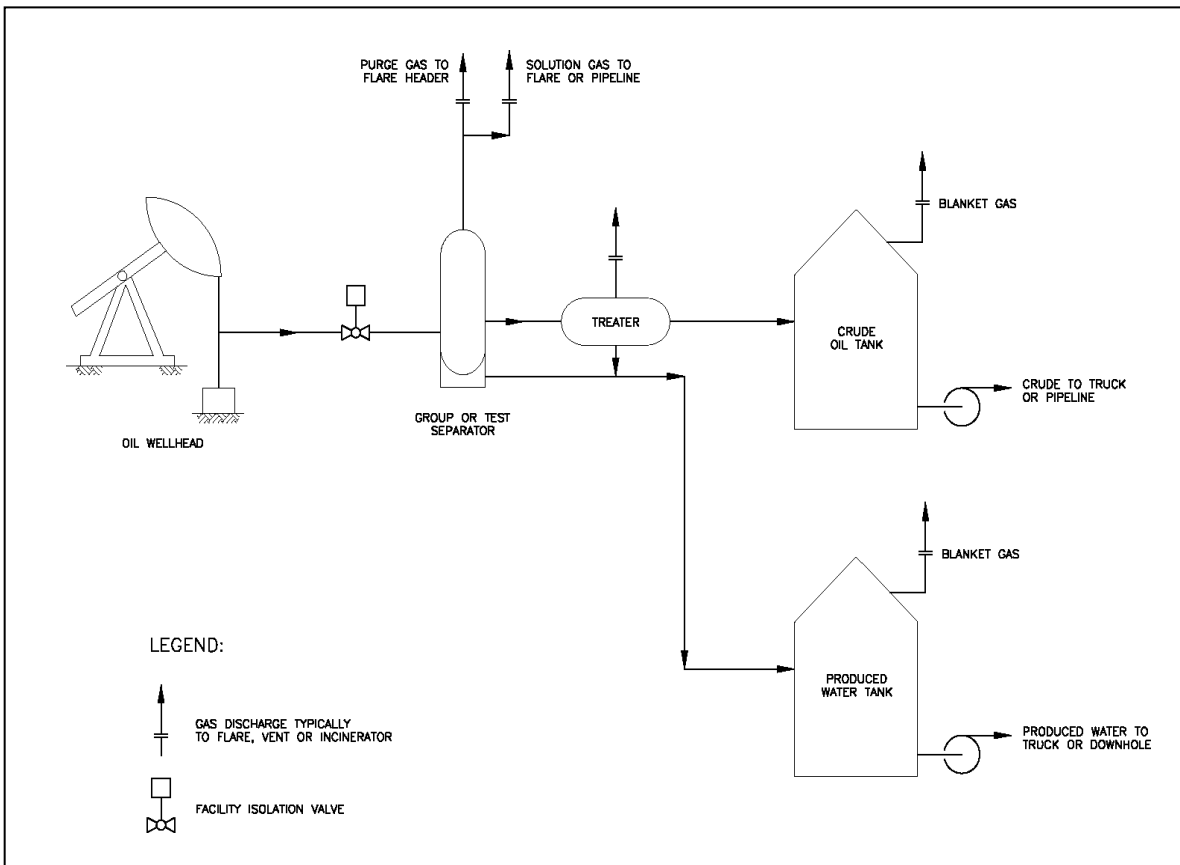 PURGE GAS TO
FLARE HEADER
SOLUTION GAS TO
FLARE OR PIPELINE
BLANKET GAS
TREATER
CRUDE
OIL TANK
CRUDE TO TRUCK
OR PIPELINE
GROUP OR TEST
SEPARATOR
OIL WELLHEAD
BLANKET GAS
PRODUCED
WATER TANK
PRODUCED WATER TO
TRUCK OR DOWNHOLE
LEGEND:
GAS DISCHARGE TYPICALLY
TO FLARE, VENT OR INCINERATOR
FACILITY ISOLATION VALVE